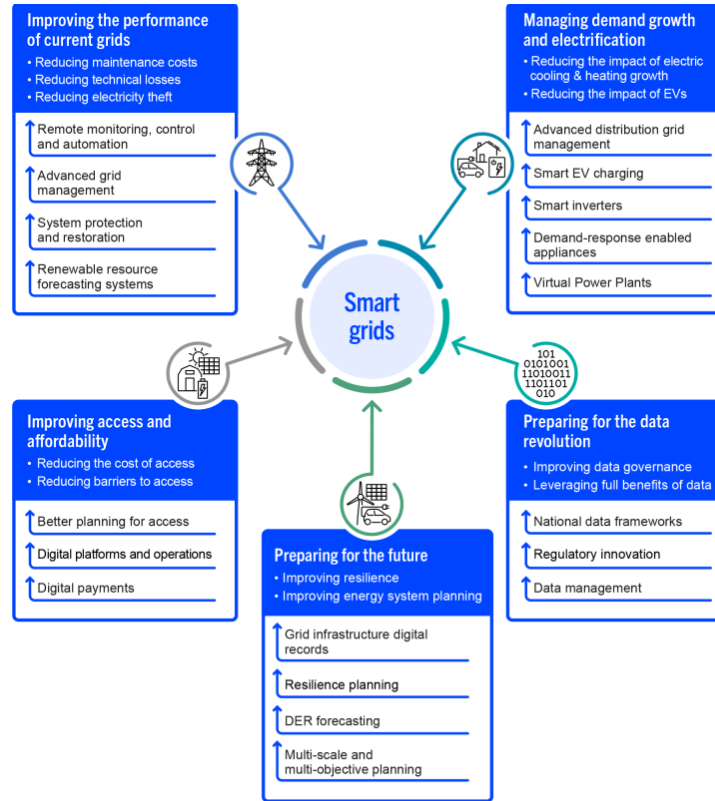 Improving the performance
of current grids
• Reducing maintenance costs
• Reducing technical losses
• Reducing electricity theft
Remote monitoring, control
and automation
Advanced grid
management
System protection
and restoration
Renewable resource
forecasting systems
Managing demand growth
and electrification
• Reducing the impact of electric
cooling & heating growth
• Reducing the impact of EVs
Advanced distribution grid
management
Smart EV charging
Smart inverters
Demand-response enabled
appliances
Virtual Power Plants
Smart
grids
Improving access and
affordability
• Reducing the cost of access
• Reducing barriers to access
Better planning for access
Digital platforms and operations
Digital payments
101
0101001
11010011
1101101
010
Preparing for the data
revolution
• Improving data governance
• Leveraging full benefits of data
National data frameworks
Regulatory innovation
Data management
Preparing for the future
• Improving resilience
• Improving energy system planning
Grid infrastructure digital
records
Resilience planning
DER forecasting
Multi-scale and
multi-objective planning